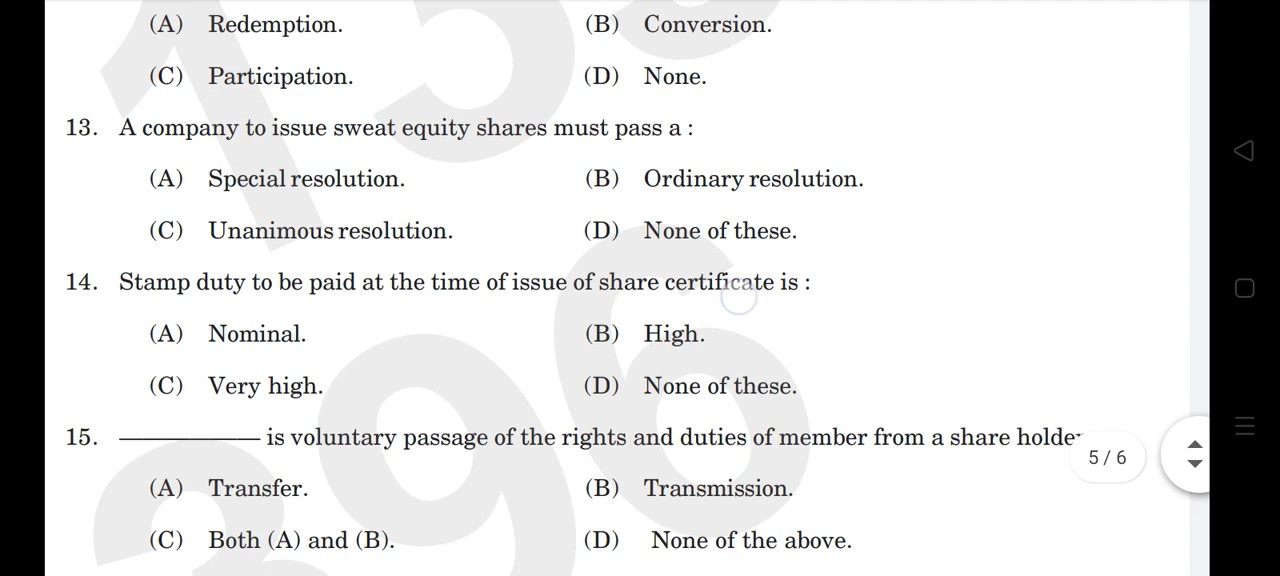 (A) Redemption. (B) Conversion.
(C) Participation. (D) None.
13. A company to issue sweat equity shares must pass a :
(A) Special resolution. (B) Ordinary resolution.
(C) Unanimous resolution. (D) None of these.
14. Stamp duty to be paid at the time of issue of share certificate is :
(A) Nominal. (B) High.
(C) Very high. (D) None of these.
15. ——————— is voluntary passage of the rights and duties of member from a share
5 / 6
(A) Transfer. (B) Transmission.
(C) Both (A) and (B). (D) None of the above.